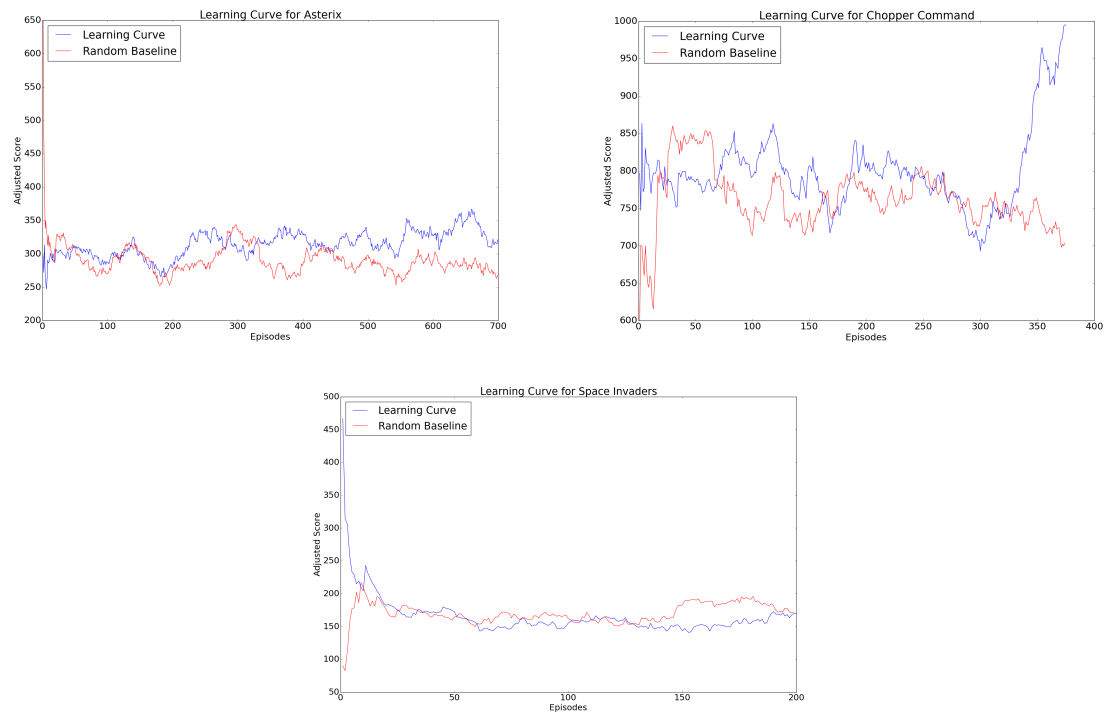 Learning Curve for Asterix
650
600
550
500
450
400
350
300
250
200
Adjusted Score
Learning Curve
Random Baseline
0 100 200 300 400 500 600 700
Episodes
Learning Curve for Chopper Command
1000
950
900
850
800
750
700
650
600
Adjusted Score
Learning Curve
Random Baseline
0 50 100 150 200 250 300 350 400
Episodes
Learning Curve for Space Invaders
500
450
400
350
300
250
200
150
100
50
Adjusted Score
Learning Curve
Random Baseline
0 50 100 150 200
Episodes